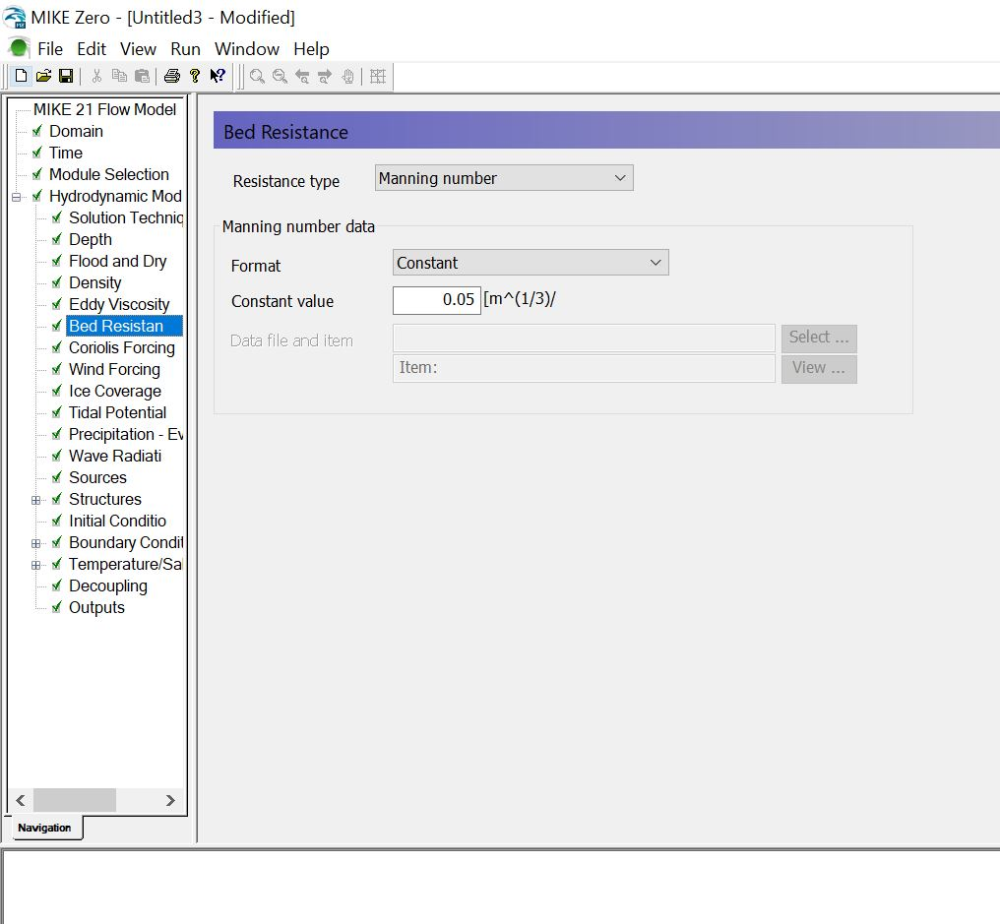 MIKE Zero - [Untitled3 - Modified]
File Edit View Run Window Help
MIKE 21 Flow Model
Domain
Time
Module Selection
Hydrodynamic Mod
Solution Techniq
Depth
Flood and Dry
Density
Eddy Viscosity
Bed Resistan
Coriolis Forcing
Wind Forcing
Ice Coverage
Tidal Potential
Precipitation - Ev
Wave Radiati
Sources
Structures
Initial Conditio
Boundary Condit
Temperature/Sal
Decoupling
Outputs
Navigation
Bed Resistance
Resistance type Manning number
Manning number data
Format Constant
Constant value 0.05 [m^(1/3)/
Data file and item Select ...
Item: View ...